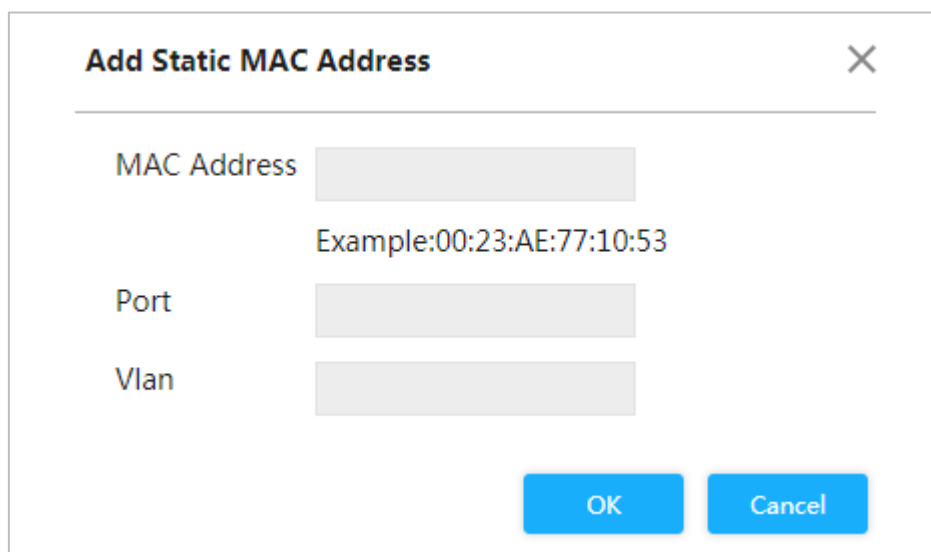 Add Static MAC Address
MAC Address
Example:00:23:AE:77:10:53
Port
Vlan
OK Cancel